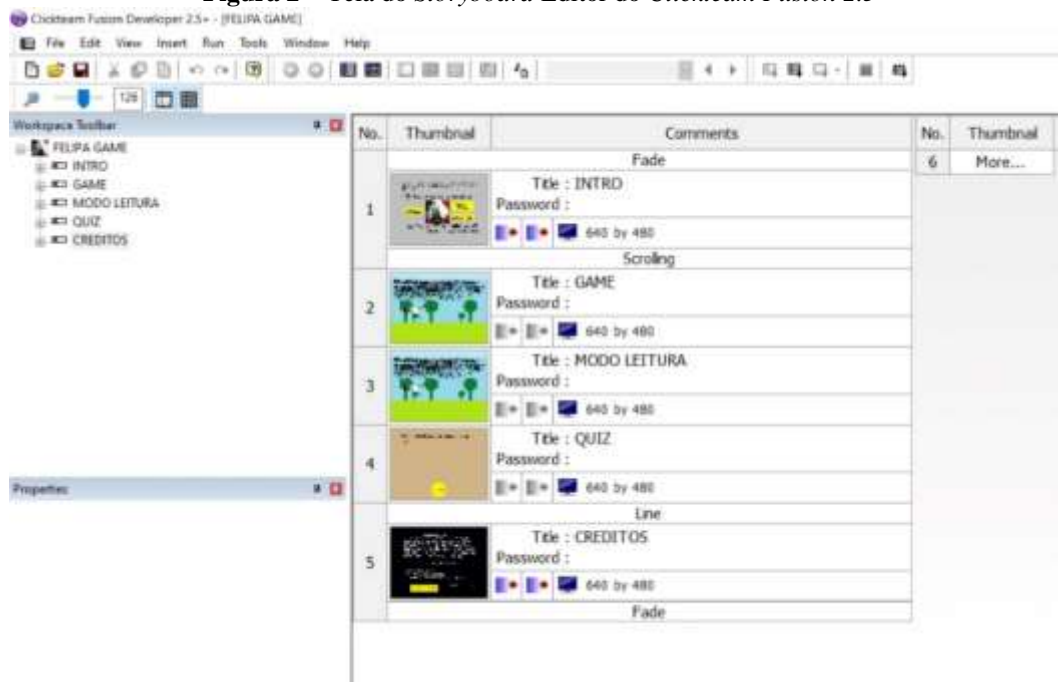 Figura 2 – Tela do Storyboard Editor do Clickteam Fusion 2.5
Clickteam Fusion Developer 2.5+ - [FELIPA GAME]
File Edit View Insert Run Tools Window Help
126
Workspace Toolbar
FELIPA GAME
INTRO
GAME
MODO LEITURA
QUIZ
CREDITOS
Properties
No. Thumbnail Comments
Fade
1
Title : INTRO
Password :
640 by 480
Scrolling
2
Title : GAME
Password :
640 by 480
3
Title : MODO LEITURA
Password :
640 by 480
4
Title : QUIZ
Password :
640 by 480
Line
5
Title : CREDITOS
Password :
640 by 480
Fade
No. Thumbnail
6 More...